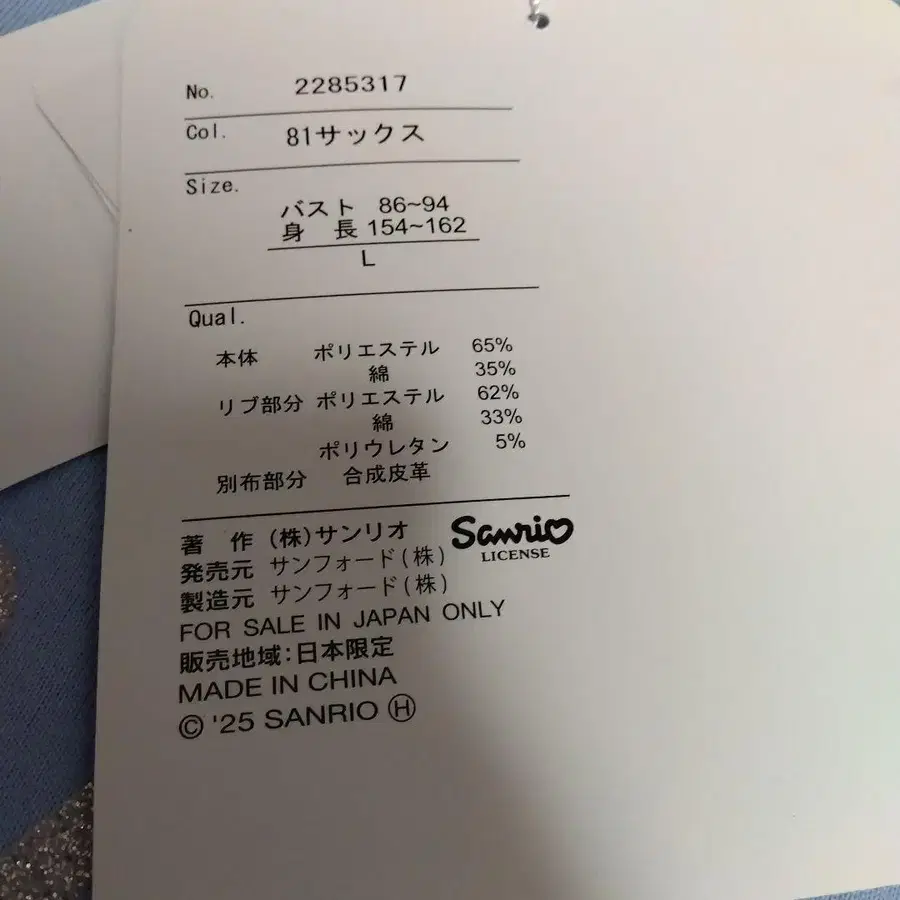 No. 2285317
Col. 81サックス
Size.
バスト 86~94
身 長 154~162
L
Qual.
本体 ポリエステル 65%
綿 35%
リブ部分 ポリエステル 62%
綿 33%
ポリウレタン 5%
別布部分 合成皮革
著 作 (株)サンリオ Sanrio
発売元 サンフォード(株) LICENSE
製造元 サンフォード(株)
FOR SALE IN JAPAN ONLY
販売地域:日本限定
MADE IN CHINA
© '25 SANRIO Ⓗ